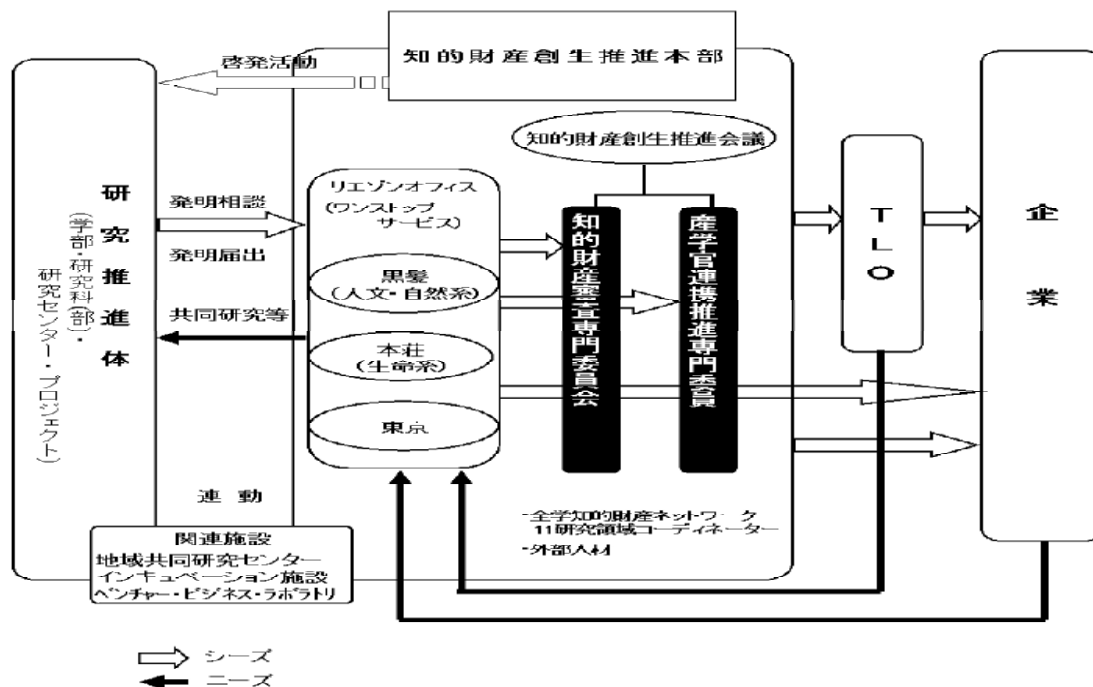 知的財産創生推進本部
啓発活動
知的財産創生推進会議
研究推進体
(学部・研究科(部)・
研究センター・プロジェクト)
発明相談
発明届出
共同研究等
リエゾンオフィス
(ワンストップ
サービス)
黒髪
(人文・自然系)
本荘
(生命系)
東京
知的財産審査専門委員会
産学官連携推進専門委員
TLO
企業
連動
関連施設
地域共同研究センター
インキュベーション施設
ベンチャー・ビジネス・ラボラトリ
・全学知的財産ネットワーク
11研究領域コーディネーター
・外部人材
シーズ
ニーズ